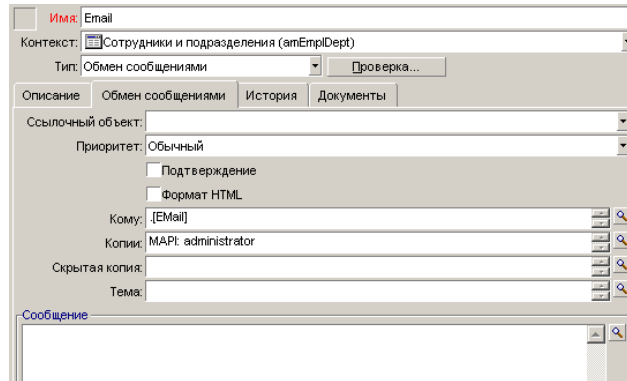 Имя: Email
Контекст: Сотрудники и подразделения (amEmplDept)
Тип: Обмен сообщениями Проверка...
Описание Обмен сообщениями История Документы
Ссылочный объект:
Приоритет: Обычный
Подтверждение
Формат HTML
Кому: .[EMail]
Копии: MAPI: administrator
Скрытая копия:
Тема:
Сообщение